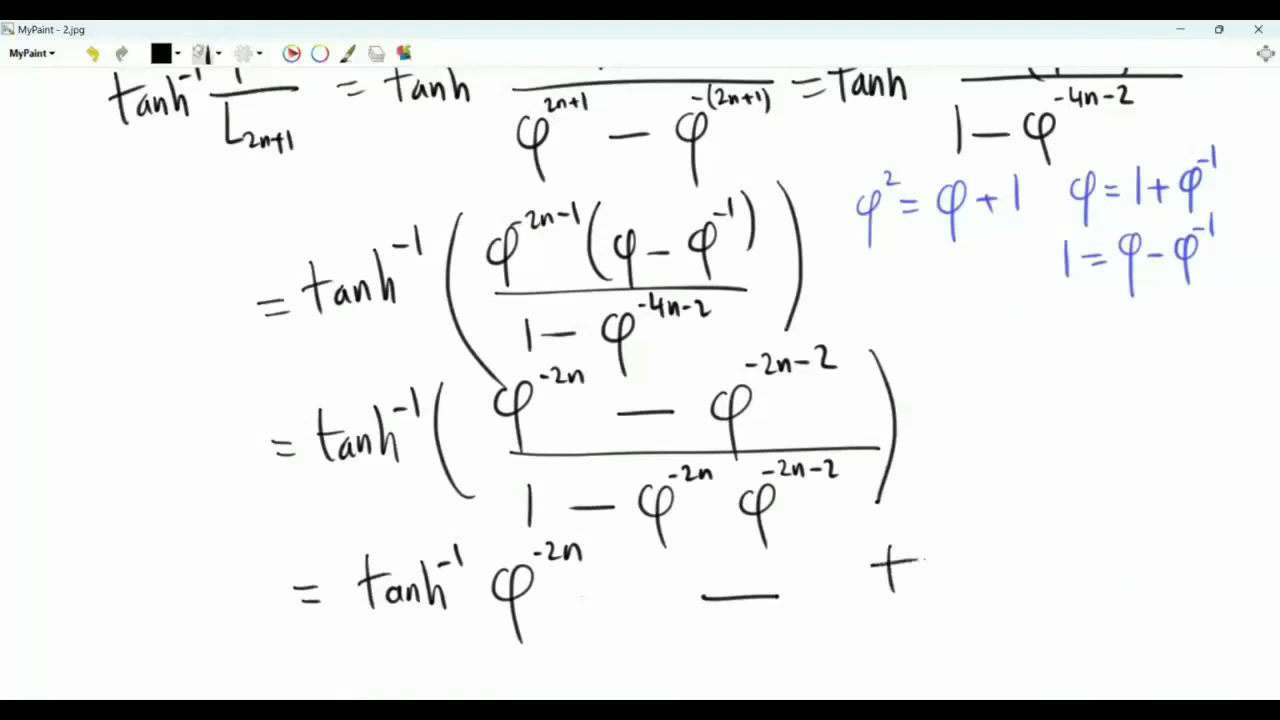 MyPaint - 2.jpg
MyPaint
tanh⁻¹ 1/L₂ₙ₊₁ = tanh / φ²ⁿ⁺¹ − φ⁻⁽²ⁿ⁺¹⁾ = tanh / 1 − φ⁻⁴ⁿ⁻²
φ² = φ + 1 φ = 1 + φ⁻¹
1 = φ − φ⁻¹
= tanh⁻¹ ( φ⁻²ⁿ⁻¹ (φ − φ⁻¹) / 1 − φ⁻⁴ⁿ⁻² )
= tanh⁻¹ ( φ⁻²ⁿ − φ⁻²ⁿ⁻² / 1 − φ⁻²ⁿ φ⁻²ⁿ⁻² )
= tanh⁻¹ φ⁻²ⁿ − t